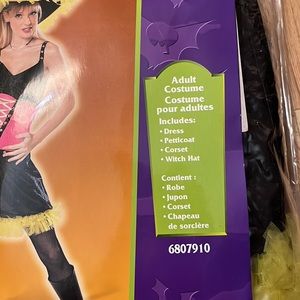 Adult
Costume
Costume
pour adultes
Includes:
• Dress
• Petticoat
• Corset
• Witch Hat
Contient :
• Robe
• Jupon
• Corset
• Chapeau
de sorcière
6807910